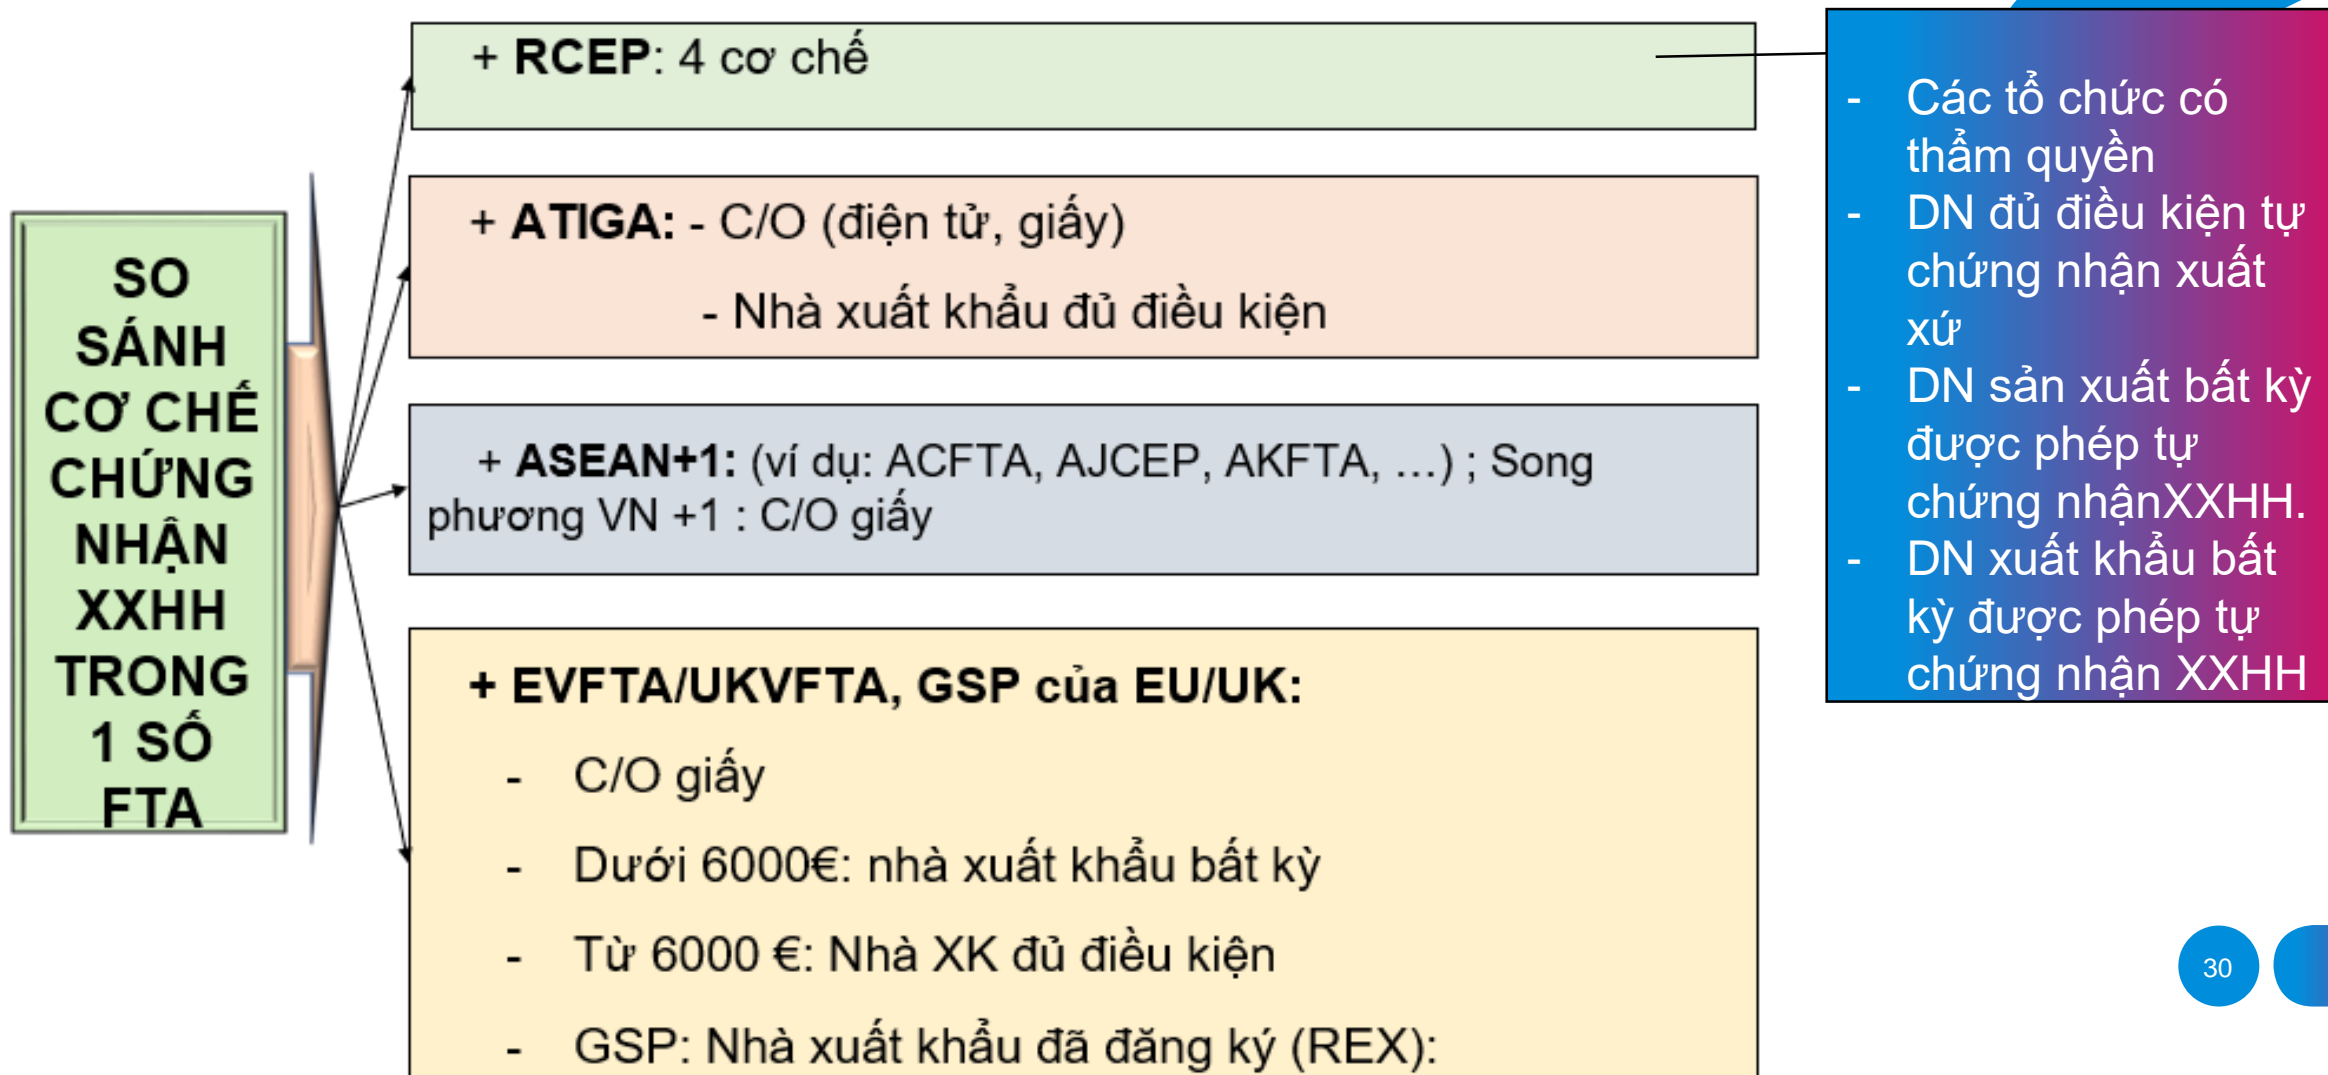 SO
SÁNH
CƠ CHẾ
CHỨNG
NHẬN
XXHH
TRONG
1 SỐ
FTA
+ RCEP: 4 cơ chế
+ ATIGA: - C/O (điện tử, giấy)
- Nhà xuất khẩu đủ điều kiện
+ ASEAN+1: (ví dụ: ACFTA, AJCEP, AKFTA, ...) ; Song
phương VN +1 : C/O giấy
+ EVFTA/UKVFTA, GSP của EU/UK:
- C/O giấy
- Dưới 6000€: nhà xuất khẩu bất kỳ
- Từ 6000 €: Nhà XK đủ điều kiện
- GSP: Nhà xuất khẩu đã đăng ký (REX):
- Các tổ chức có
thẩm quyền
- DN đủ điều kiện tự
chứng nhận xuất
xứ
- DN sản xuất bất kỳ
được phép tự
chứng nhậnXXHH.
- DN xuất khẩu bất
kỳ được phép tự
chứng nhận XXHH
30